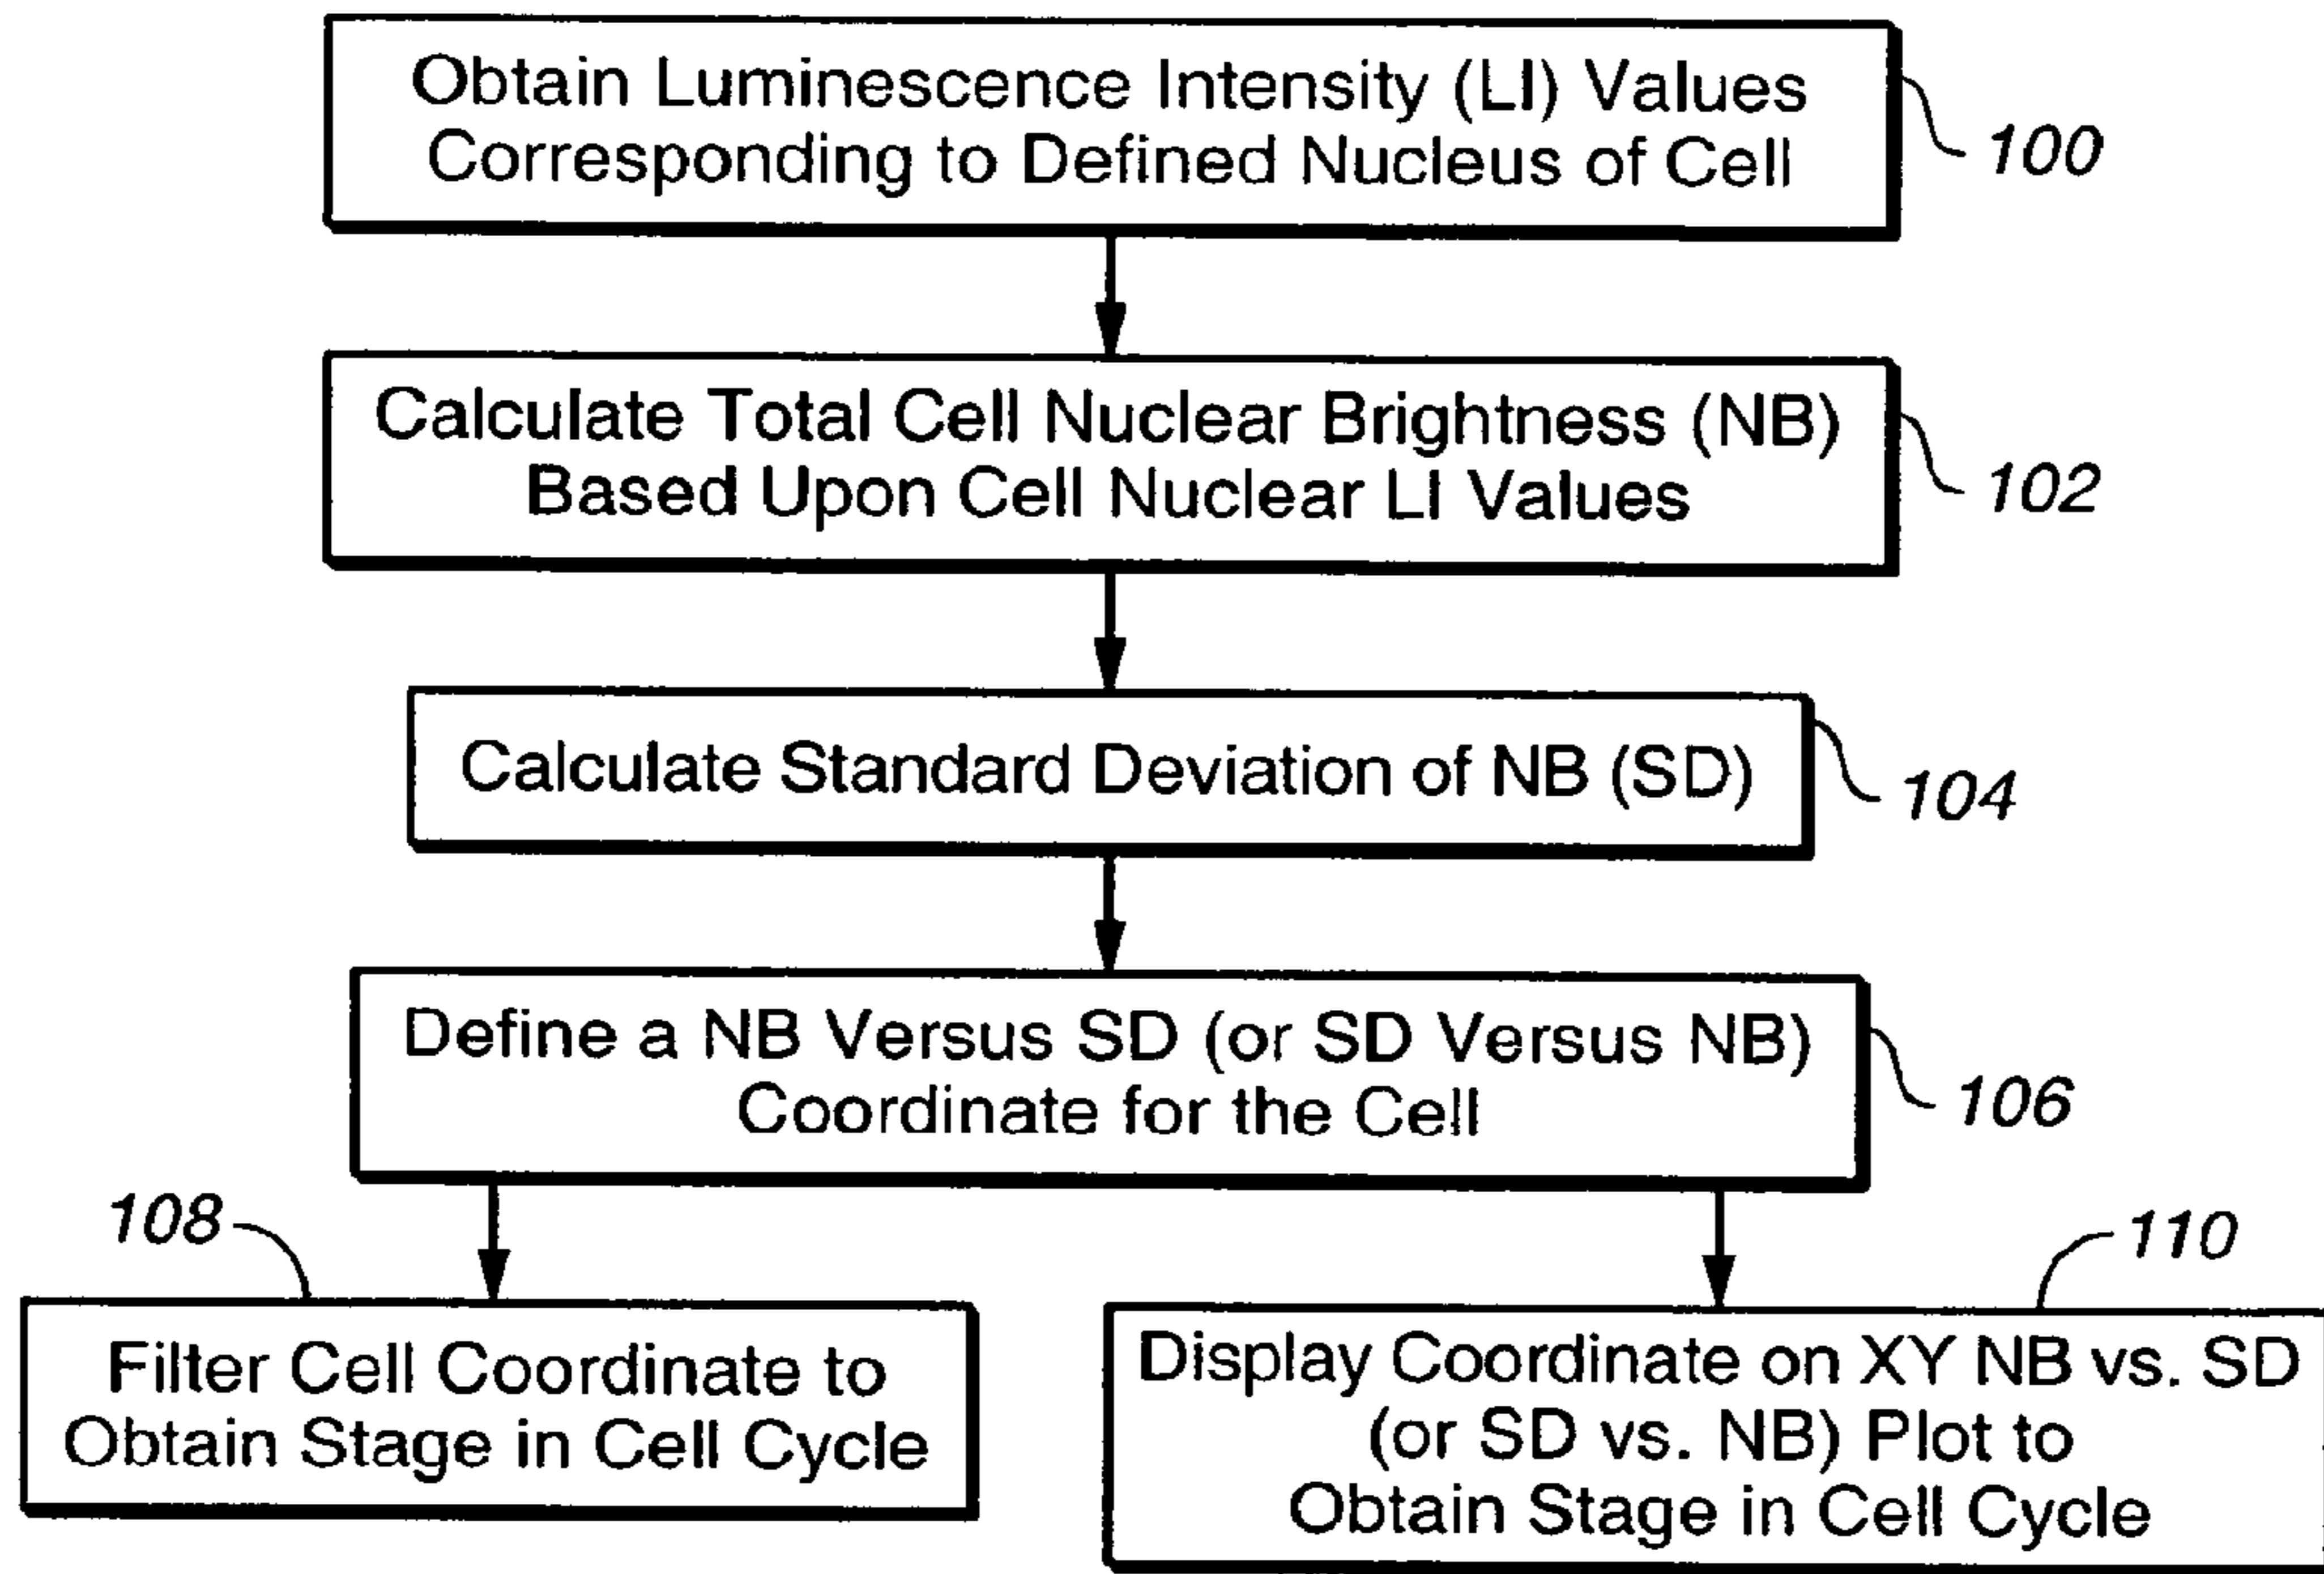 Obtain Luminescence Intensity (LI) Values
Corresponding to Defined Nucleus of Cell
100
Calculate Total Cell Nuclear Brightness (NB)
Based Upon Cell Nuclear LI Values
102
Calculate Standard Deviation of NB (SD)
104
Define a NB Versus SD (or SD Versus NB)
Coordinate for the Cell
106
108
Filter Cell Coordinate to
Obtain Stage in Cell Cycle
110
Display Coordinate on XY NB vs. SD
(or SD vs. NB) Plot to
Obtain Stage in Cell Cycle